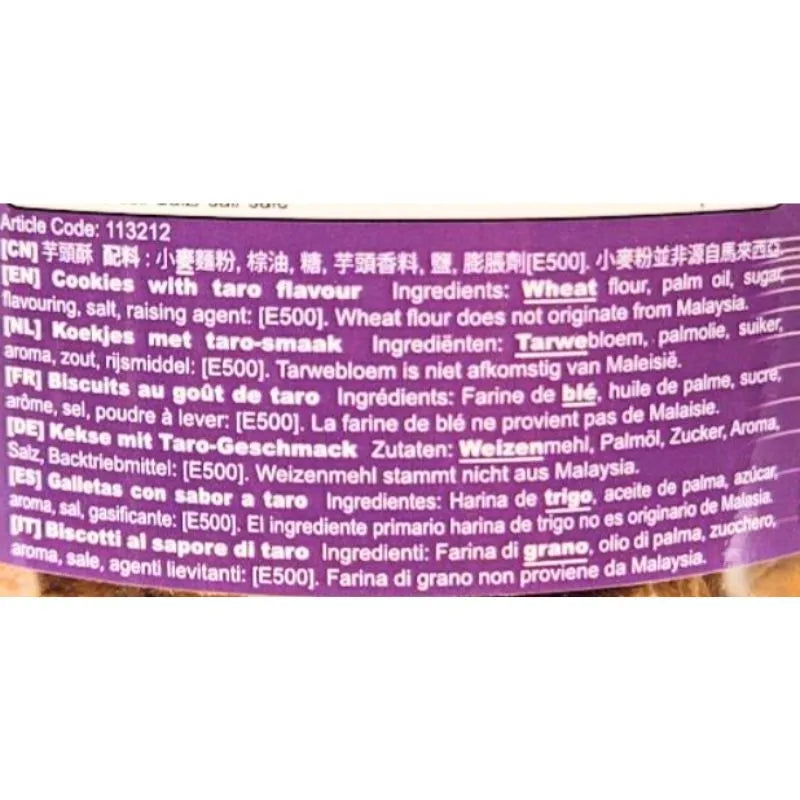 Article Code: 113212
[CN] 芋頭酥 配料 : 小麥麵粉, 棕油, 糖, 芋頭香料, 鹽, 膨脹劑[E500]. 小麥粉並非源自馬來西亞.
[EN] Cookies with taro flavour Ingredients: Wheat flour, palm oil, sugar,
flavouring, salt, raising agent: [E500]. Wheat flour does not originate from Malaysia.
[NL] Koekjes met taro-smaak Ingrediënten: Tarwebloem, palmolie, suiker,
aroma, zout, rijsmiddel: [E500]. Tarwebloem is niet afkomstig van Maleisië.
[FR] Biscuits au goût de taro Ingrédients: Farine de blé, huile de palme, sucre,
arôme, sel, poudre à lever: [E500]. La farine de blé ne provient pas de Malaisie.
[DE] Kekse mit Taro-Geschmack Zutaten: Weizenmehl, Palmöl, Zucker, Aroma,
Salz, Backtriebmittel: [E500]. Weizenmehl stammt nicht aus Malaysia.
[ES] Galletas con sabor a taro Ingredientes: Harina de trigo, aceite de palma, azúcar,
aroma, sal, gasificante: [E500]. El ingrediente primario harina de trigo no es originario de Malasia.
[IT] Biscotti al sapore di taro Ingredienti: Farina di grano, olio di palma, zucchero,
aroma, sale, agenti lievitanti: [E500]. Farina di grano non proviene da Malaysia.